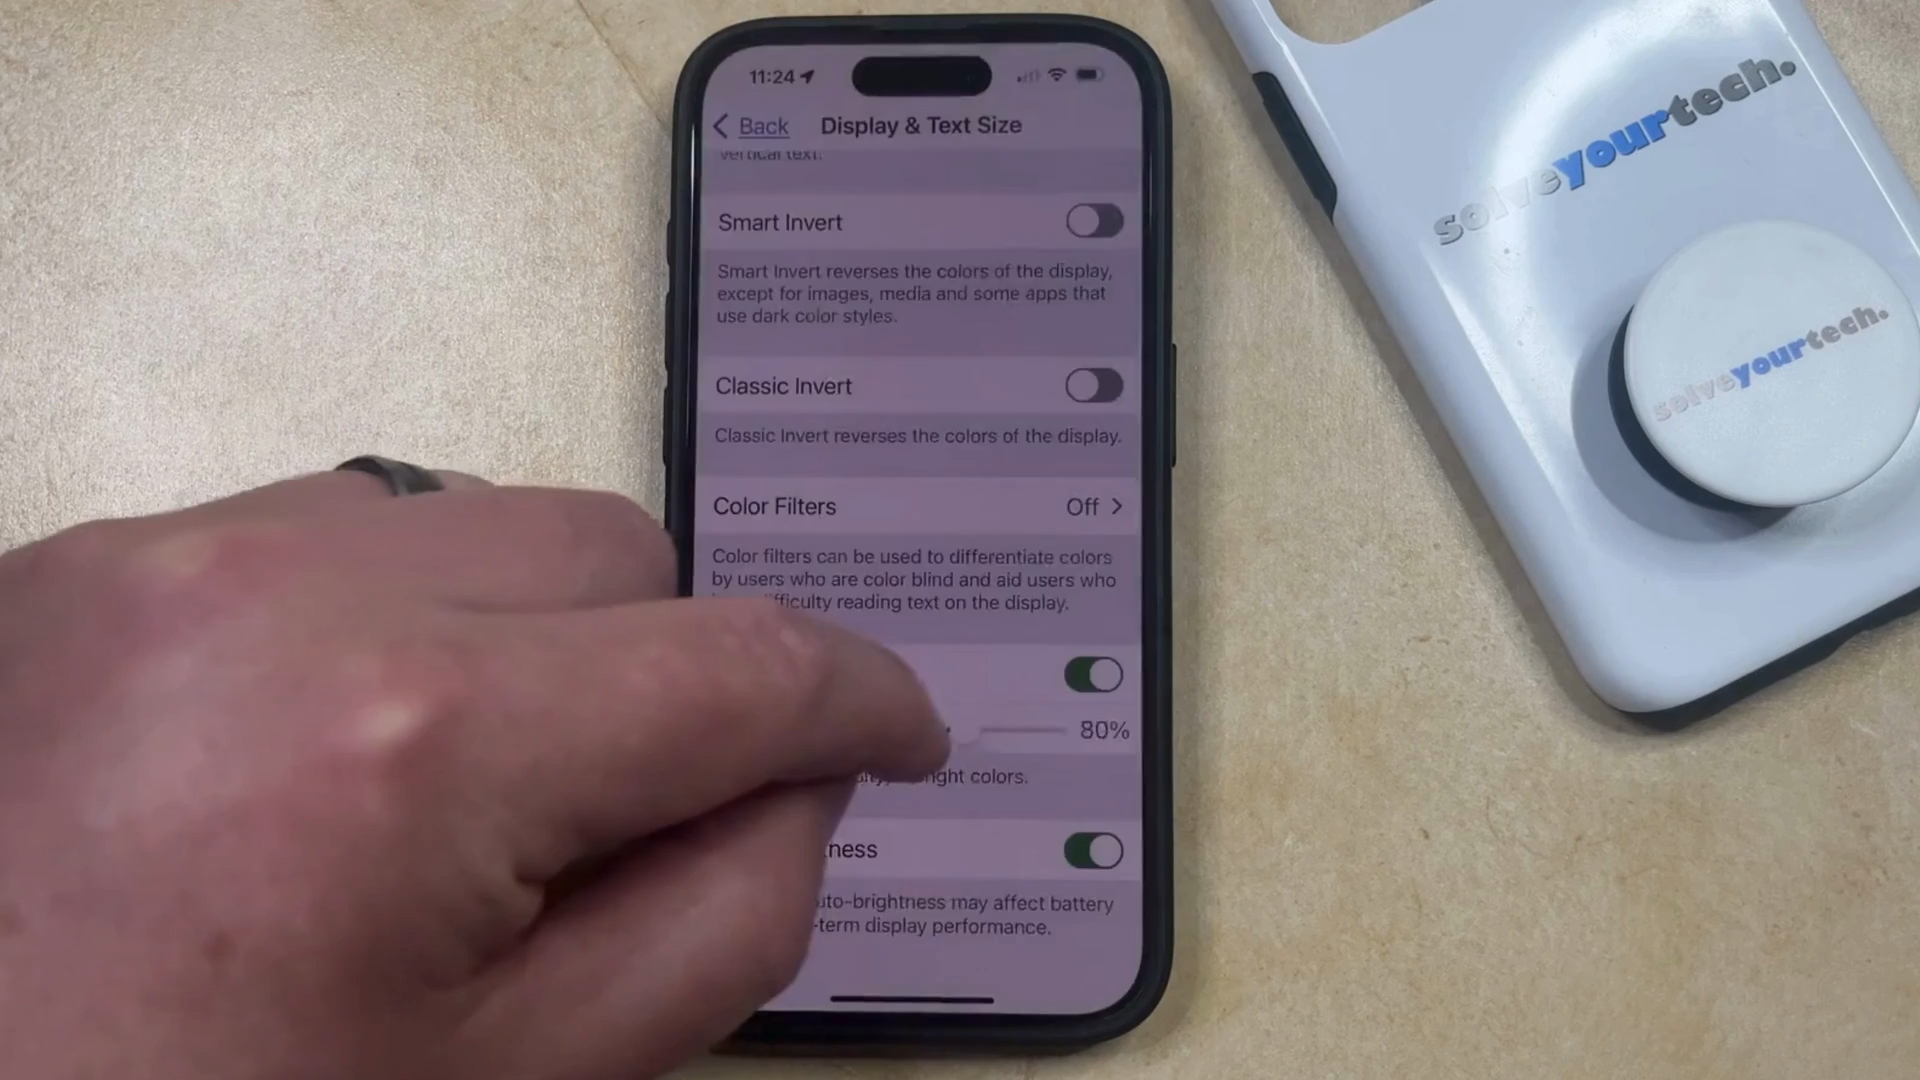 11:24
Back Display & Text Size
vertical text.
Smart Invert
Smart Invert reverses the colors of the display,
except for images, media and some apps that
use dark color styles.
Classic Invert
Classic Invert reverses the colors of the display.
Color Filters Off
Color filters can be used to differentiate colors
by users who are color blind and aid users who
fficulty reading text on the display.
80%
ight colors.
ness
uto-brightness may affect battery
-term display performance.
solveyourtech.
solveyourtech.